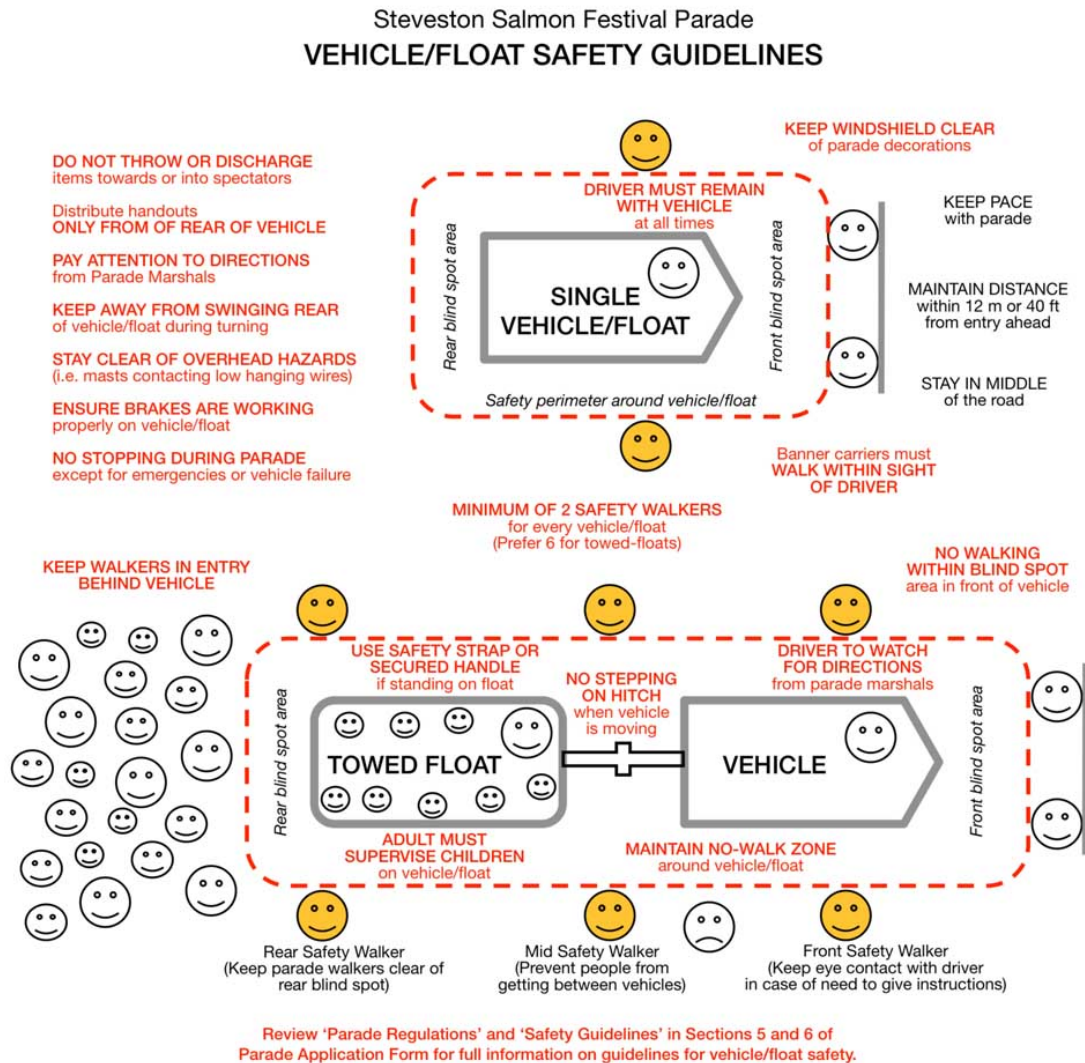 Steveston Salmon Festival Parade
VEHICLE/FLOAT SAFETY GUIDELINES
DO NOT THROW OR DISCHARGE
items towards or into spectators
Distribute handouts
ONLY FROM OF REAR OF VEHICLE
PAY ATTENTION TO DIRECTIONS
from Parade Marshals
KEEP AWAY FROM SWINGING REAR
of vehicle/float during turning
STAY CLEAR OF OVERHEAD HAZARDS
(i.e. masts contacting low hanging wires)
ENSURE BRAKES ARE WORKING
properly on vehicle/float
NO STOPPING DURING PARADE
except for emergencies or vehicle failure
DRIVER MUST REMAIN
WITH VEHICLE
at all times
Rear blind spot area
SINGLE
VEHICLE/FLOAT
Front blind spot area
Safety perimeter around vehicle/float
KEEP WINDSHIELD CLEAR
of parade decorations
KEEP PACE
with parade
MAINTAIN DISTANCE
within 12 m or 40 ft
from entry ahead
STAY IN MIDDLE
of the road
Banner carriers must
WALK WITHIN SIGHT
OF DRIVER
MINIMUM OF 2 SAFETY WALKERS
for every vehicle/float
(Prefer 6 for towed-floats)
KEEP WALKERS IN ENTRY
BEHIND VEHICLE
NO WALKING
WITHIN BLIND SPOT
area in front of vehicle
USE SAFETY STRAP OR
SECURED HANDLE
if standing on float
NO STEPPING
ON HITCH
when vehicle
is moving
DRIVER TO WATCH
FOR DIRECTIONS
from parade marshals
Rear blind spot area
TOWED FLOAT
VEHICLE
Front blind spot area
ADULT MUST
SUPERVISE CHILDREN
on vehicle/float
MAINTAIN NO-WALK ZONE
around vehicle/float
Rear Safety Walker
(Keep parade walkers clear of
rear blind spot)
Mid Safety Walker
(Prevent people from
getting between vehicles)
Front Safety Walker
(Keep eye contact with driver
in case of need to give instructions)
Review 'Parade Regulations' and 'Safety Guidelines' in Sections 5 and 6 of
Parade Application Form for full information on guidelines for vehicle/float safety.